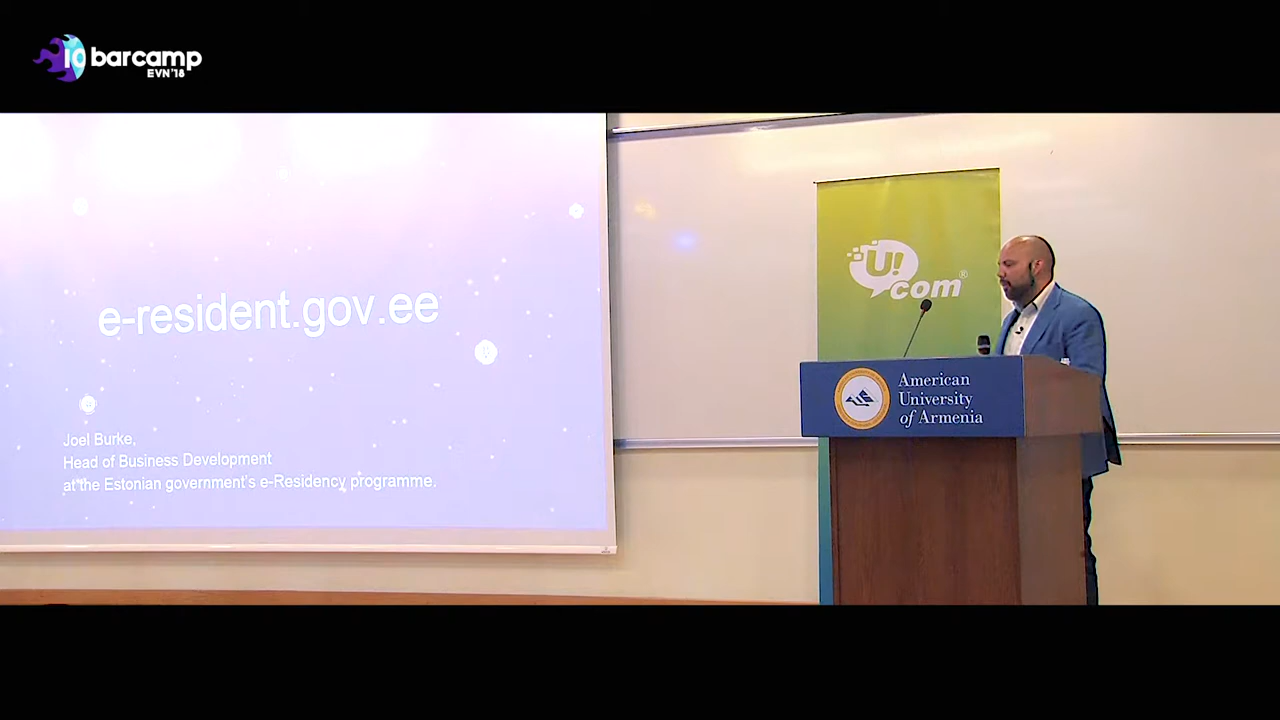 10 barcamp
EVN'18
e-resident.gov.ee
Joel Burke,
Head of Business Development
at the Estonian government's e-Residency programme.
U!
com®
American
University
of Armenia